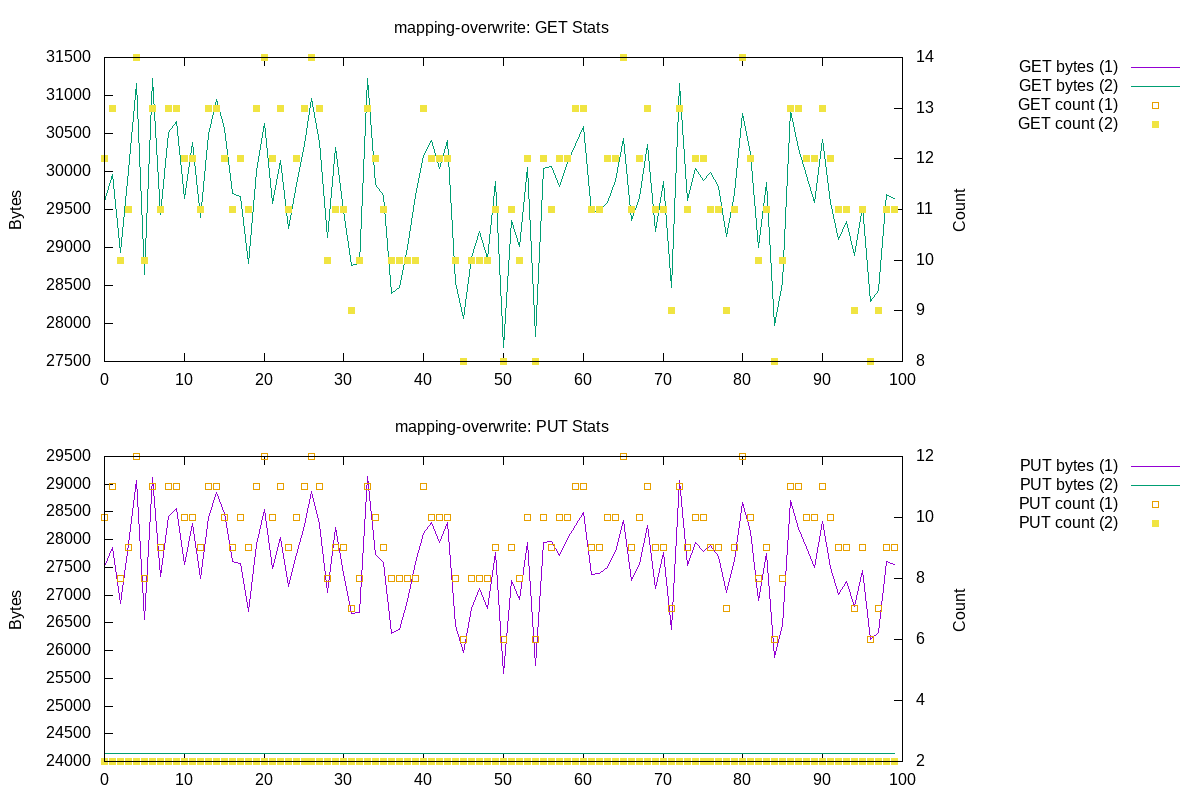 mapping-overwrite: GET Stats
31500
31000
30500
30000
29500
29000
28500
28000
27500
Bytes
0 10 20 30 40 50 60 70 80 90 100
14
13
12
11
10
9
8
Count
GET bytes (1)
GET bytes (2)
GET count (1)
GET count (2)
mapping-overwrite: PUT Stats
29500
29000
28500
28000
27500
27000
26500
26000
25500
25000
24500
24000
Bytes
0 10 20 30 40 50 60 70 80 90 100
12
10
8
6
4
2
Count
PUT bytes (1)
PUT bytes (2)
PUT count (1)
PUT count (2)